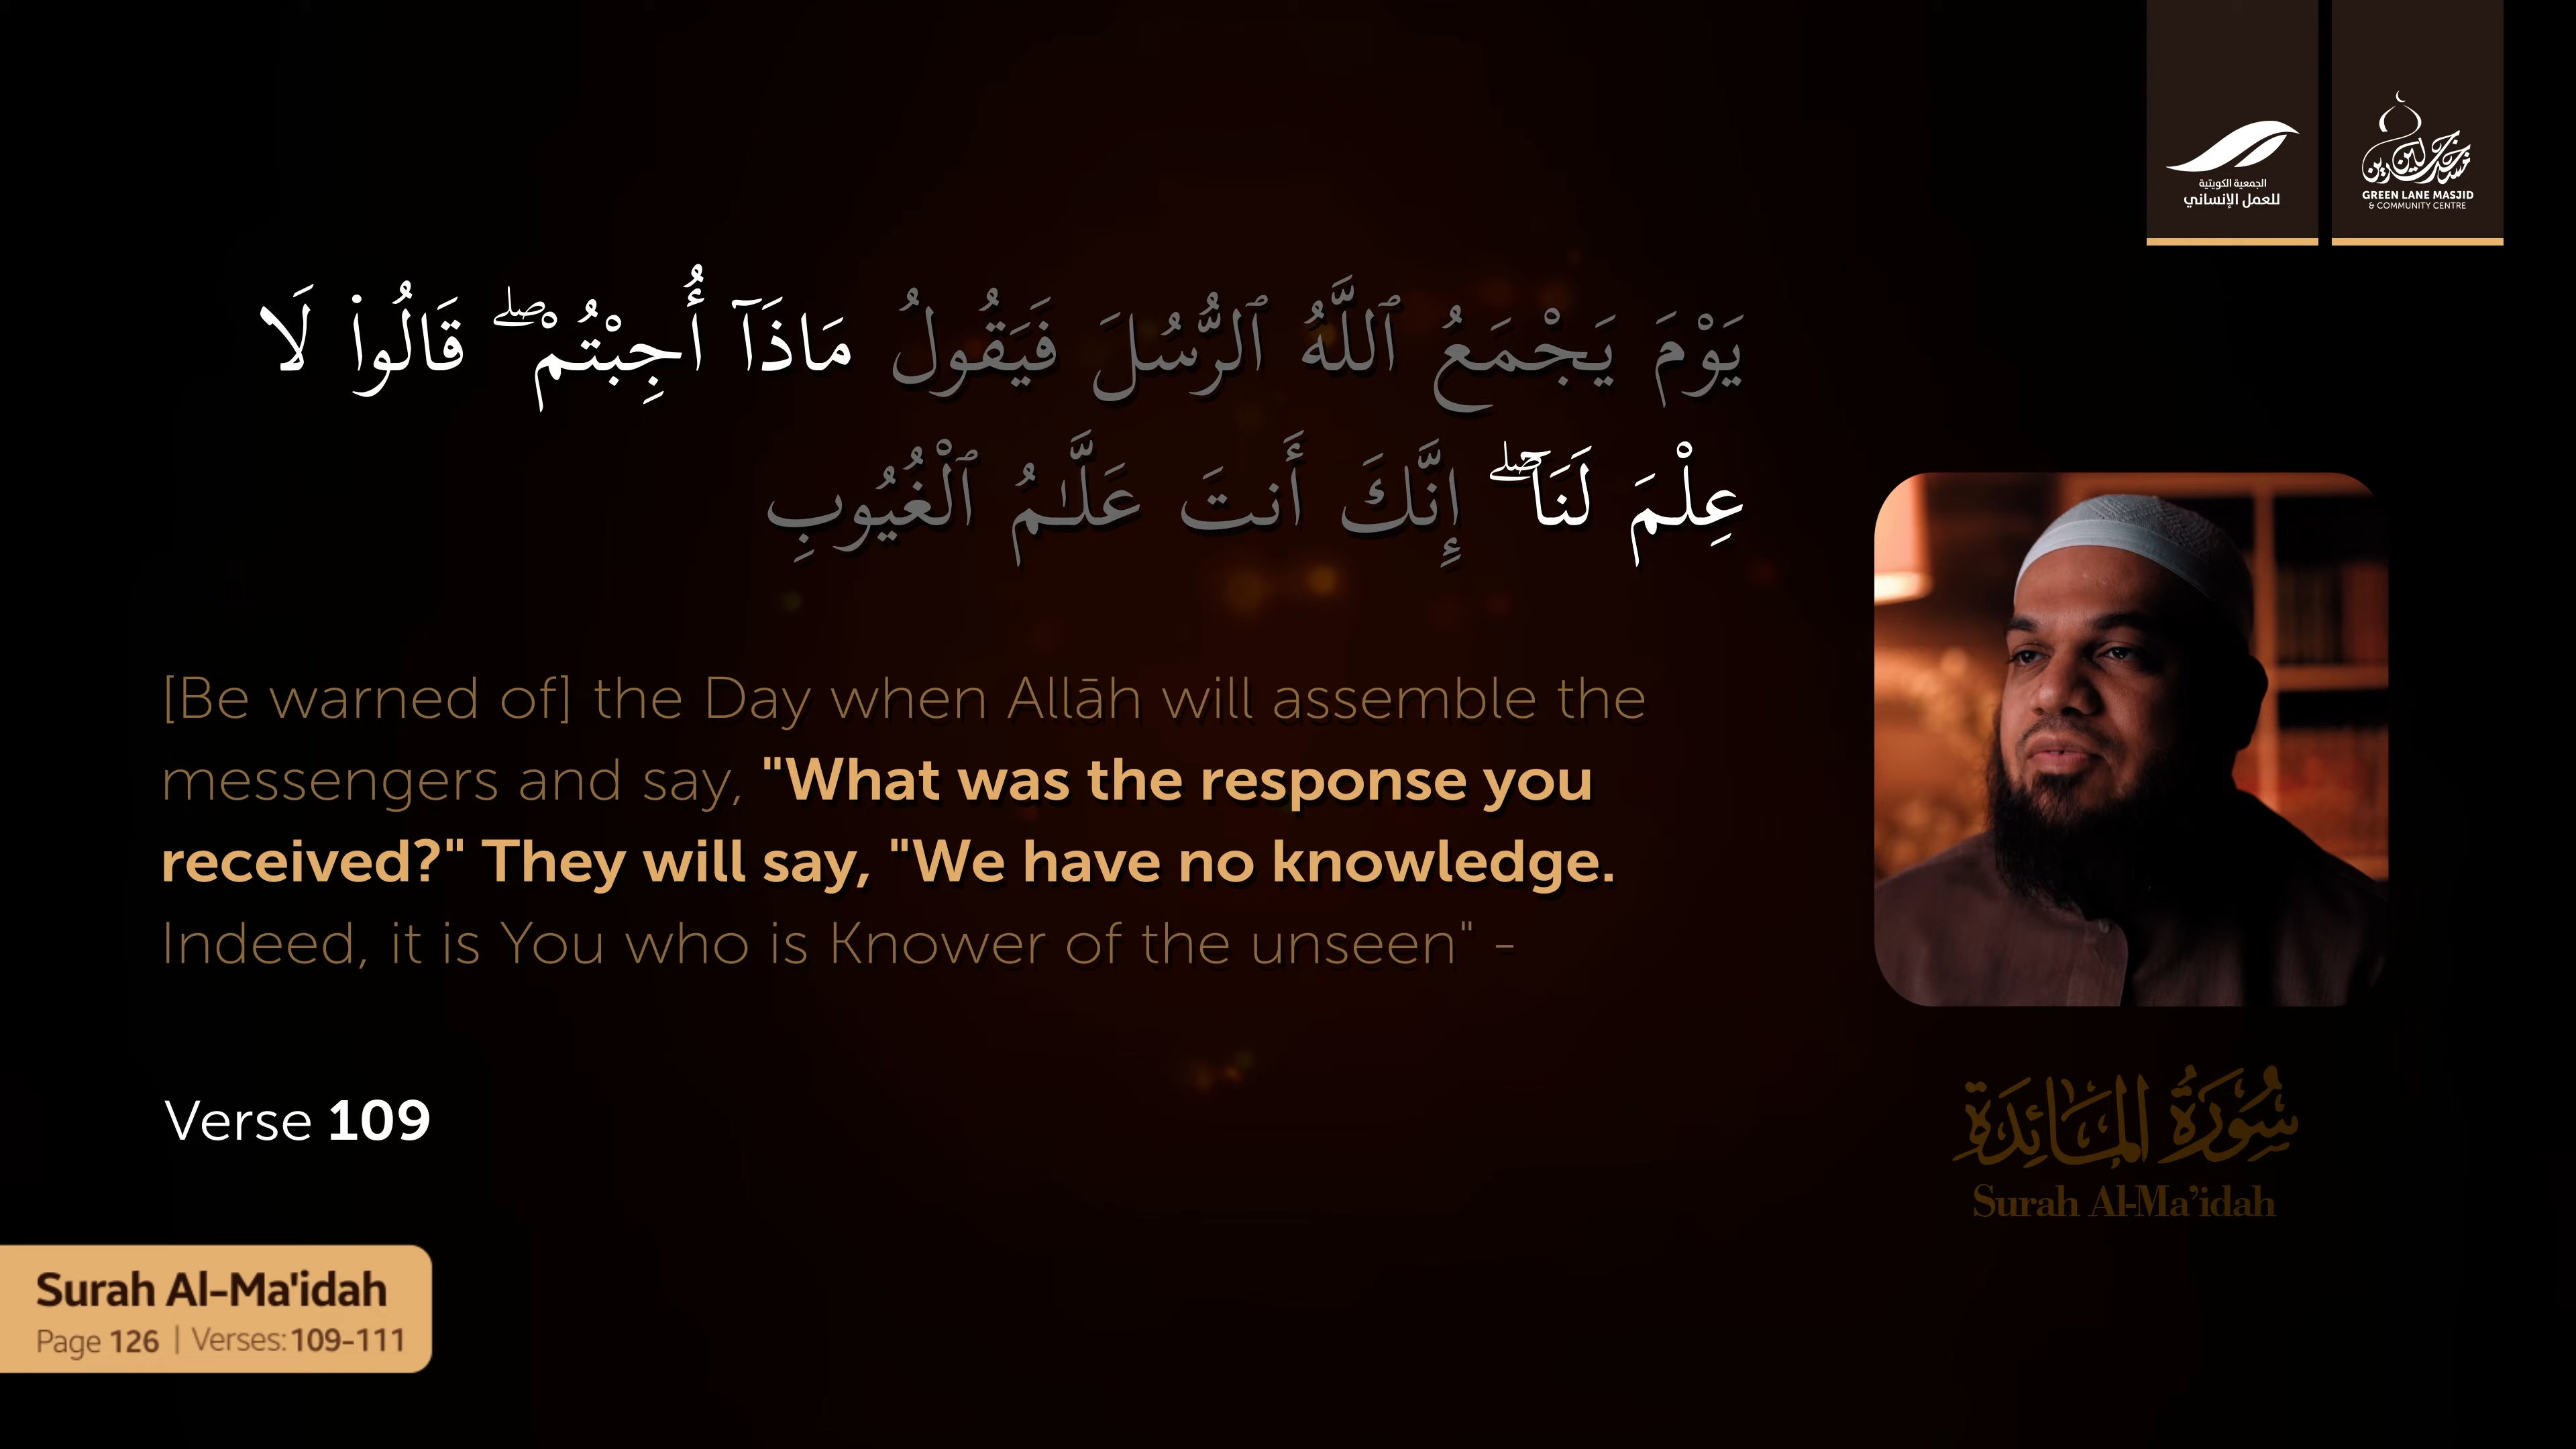 الجمعية الكويتية
للعمل الإنساني
مسجد جرين لين
GREEN LANE MASJID
& COMMUNITY CENTRE
يَوْمَ يَجْمَعُ ٱللَّهُ ٱلرُّسُلَ فَيَقُولُ مَاذَآ أُجِبْتُمْ ۖ قَالُوا۟ لَا
عِلْمَ لَنَآ ۖ إِنَّكَ أَنتَ عَلَّـٰمُ ٱلْغُيُوبِ
[Be warned of] the Day when Allāh will assemble the
messengers and say, "What was the response you
received?" They will say, "We have no knowledge.
Indeed, it is You who is Knower of the unseen" -
Verse 109
سُورَةُ المَائِدَةِ
Surah Al-Ma’idah
Surah Al-Ma'idah
Page 126 | Verses: 109-111